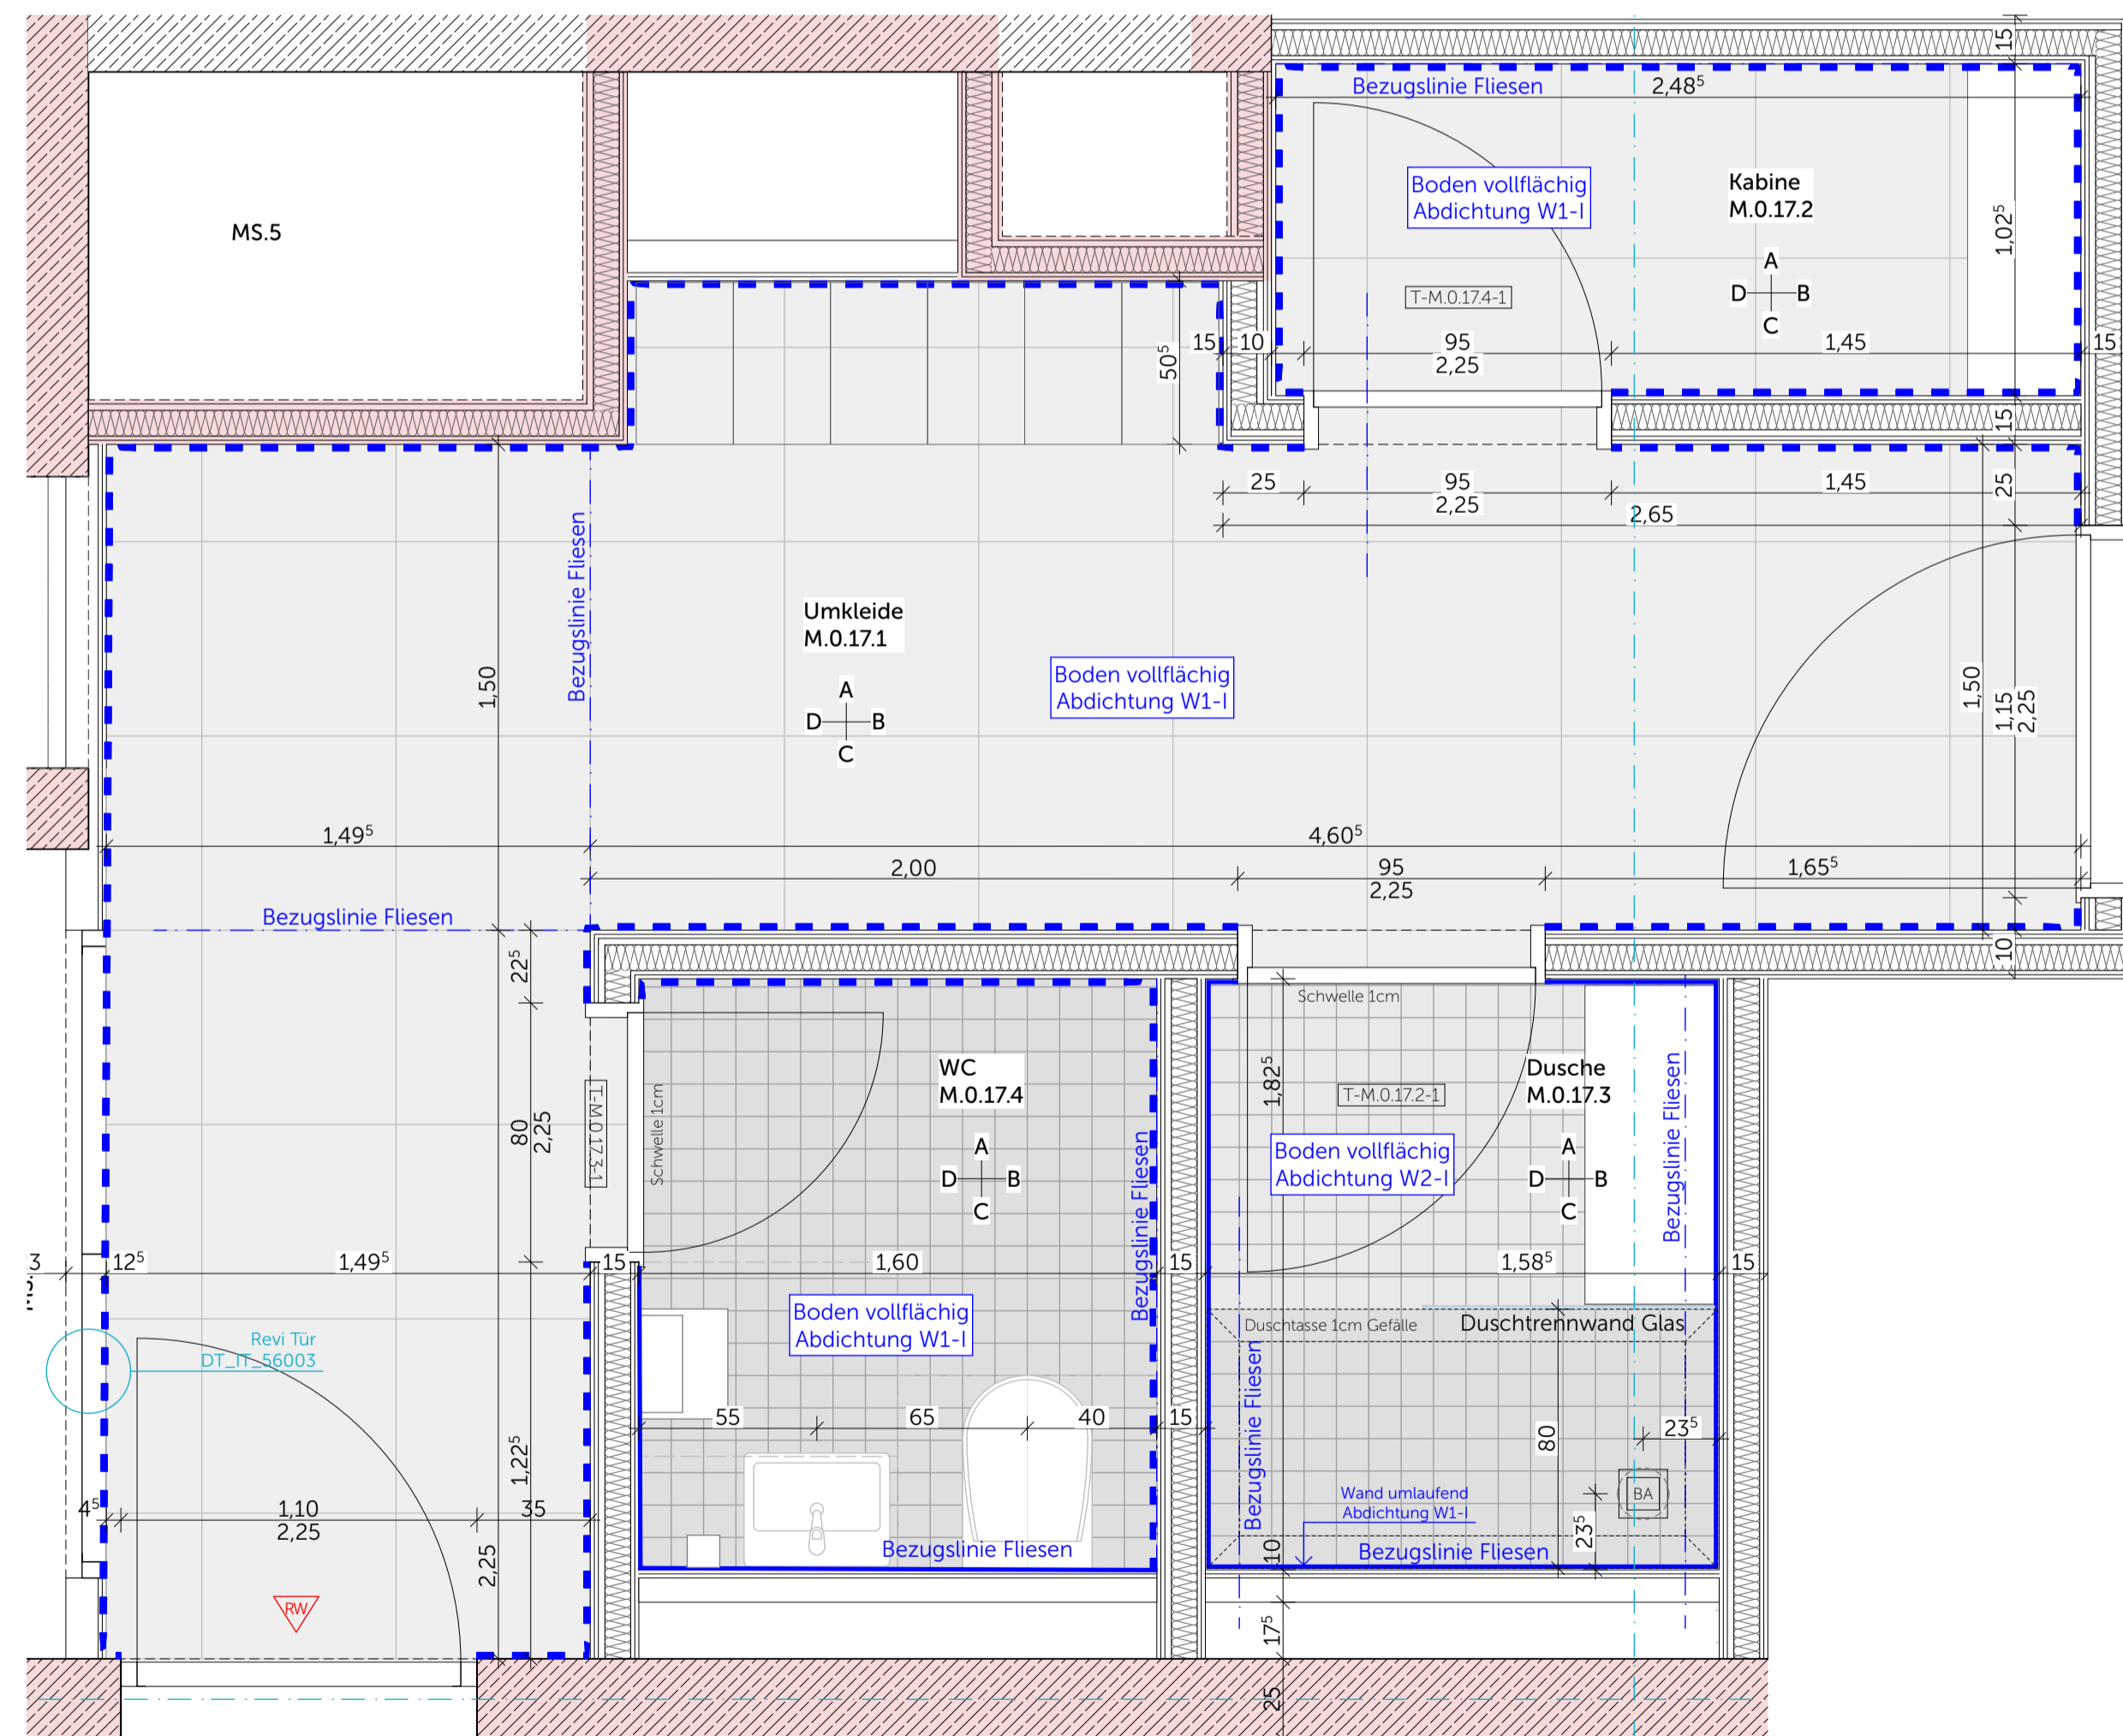 15
Bezugslinie Fliesen
2,48⁵
Boden vollflächig
Abdichtung W1-I
Kabine
M.0.17.2
MS.5
1,02⁵
A
D B
C
T-M.0.17.4-1
50⁵
15 10 95 1,45 15
2,25
15
25 95 1,45 25
2,25
2,65
Bezugslinie Fliesen
Umkleide
M.0.17.1
A
D B
C
Boden vollflächig
Abdichtung W1-I
1,50
1,50
1,15
2,25
1,49⁵ 4,60⁵
2,00 95 1,65⁵
2,25
Bezugslinie Fliesen
22⁵
10
Schwelle 1cm
WC
M.0.17.4
A
D B
C
Dusche
M.0.17.3
A
D B
C
1,82⁵
T-M.0.17.2-1
Boden vollflächig
Abdichtung W2-I
Bezugslinie Fliesen
80
2,25
T-M.0.17.3-1
Schwelle 1cm
Bezugslinie Fliesen
3 12⁵ 1,49⁵ 15 1,60 15 1,58⁵ 15
Boden vollflächig
Abdichtung W1-I
Revi Tür
DT_IT_56003
Duschtasse 1cm Gefälle
Duschtrennwand Glas
Bezugslinie Fliesen
55 65 40 15
80
23⁵
1,22⁵
BA
Wand umlaufend
Abdichtung W1-I
4⁵ 1,10 35
2,25
2,25
23⁵
10
Bezugslinie Fliesen
Bezugslinie Fliesen
RW
17⁵
25